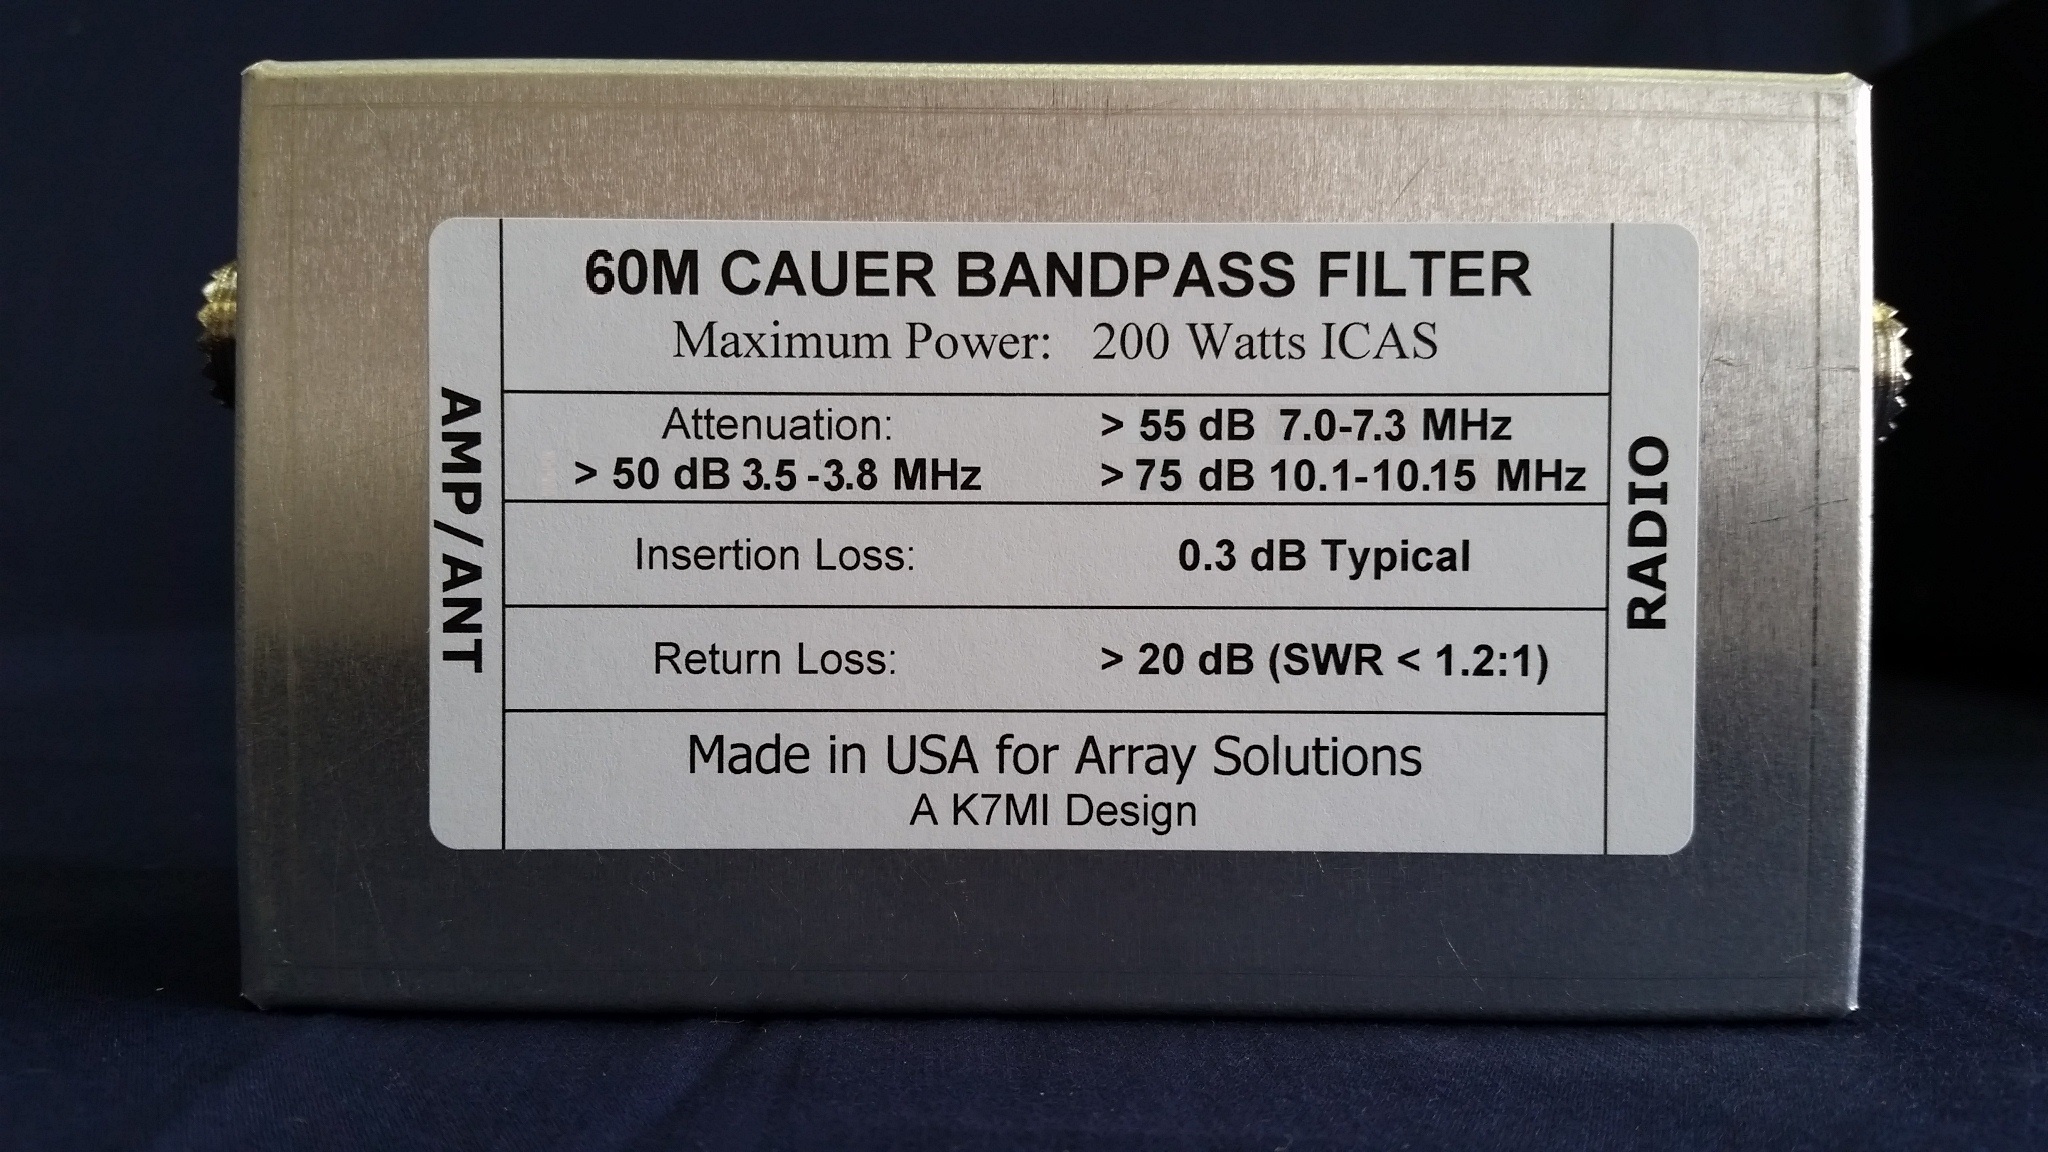 60M CAUER BANDPASS FILTER
Maximum Power: 200 Watts ICAS
AMP/ANT
Attenuation: > 55 dB 7.0-7.3 MHz
> 50 dB 3.5-3.8 MHz > 75 dB 10.1-10.15 MHz
Insertion Loss: 0.3 dB Typical
Return Loss: > 20 dB (SWR < 1.2:1)
Made in USA for Array Solutions
A K7MI Design
RADIO